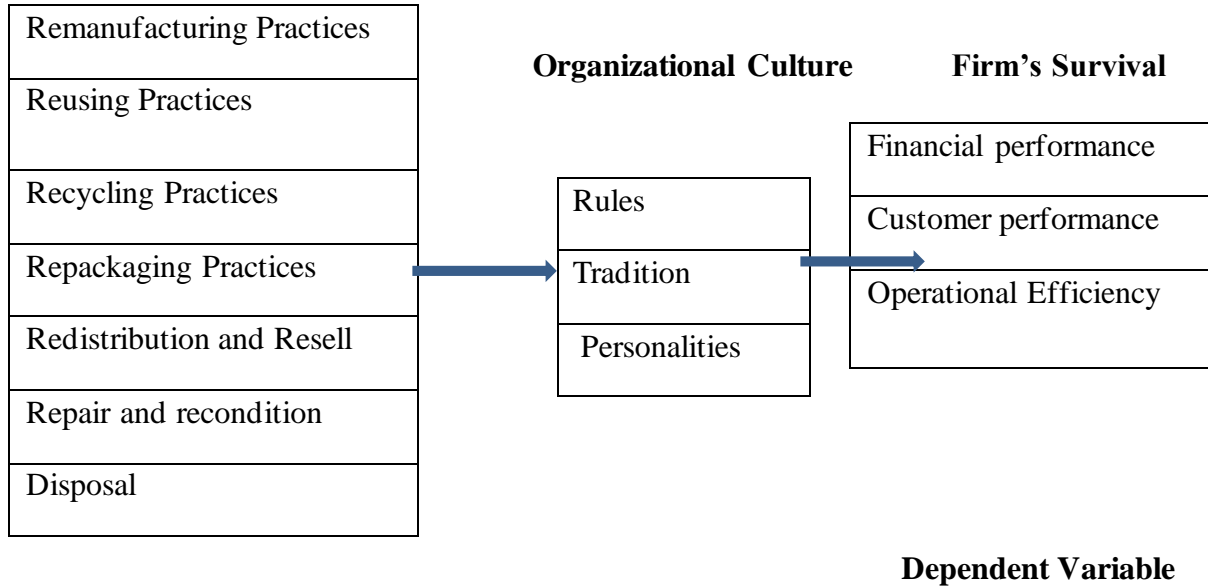 Remanufacturing Practices
Reusing Practices
Recycling Practices
Repackaging Practices
Redistribution and Resell
Repair and recondition
Disposal
Organizational Culture
Rules
Tradition
Personalities
Firm’s Survival
Financial performance
Customer performance
Operational Efficiency
Dependent Variable